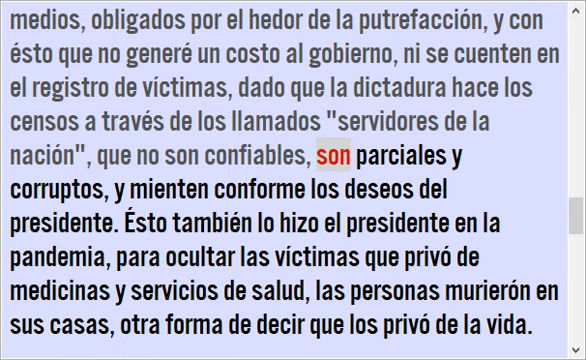 medios, obligados por el hedor de la putrefacción, y con
ésto que no generé un costo al gobierno, ni se cuenten en
el registro de víctimas, dado que la dictadura hace los
censos a través de los llamados "servidores de la
nación", que no son confiables, son parciales y
corruptos, y mienten conforme los deseos del
presidente. Ésto también lo hizo el presidente en la
pandemia, para ocultar las víctimas que privó de
medicinas y servicios de salud, las personas murierón en
sus casas, otra forma de decir que los privó de la vida.